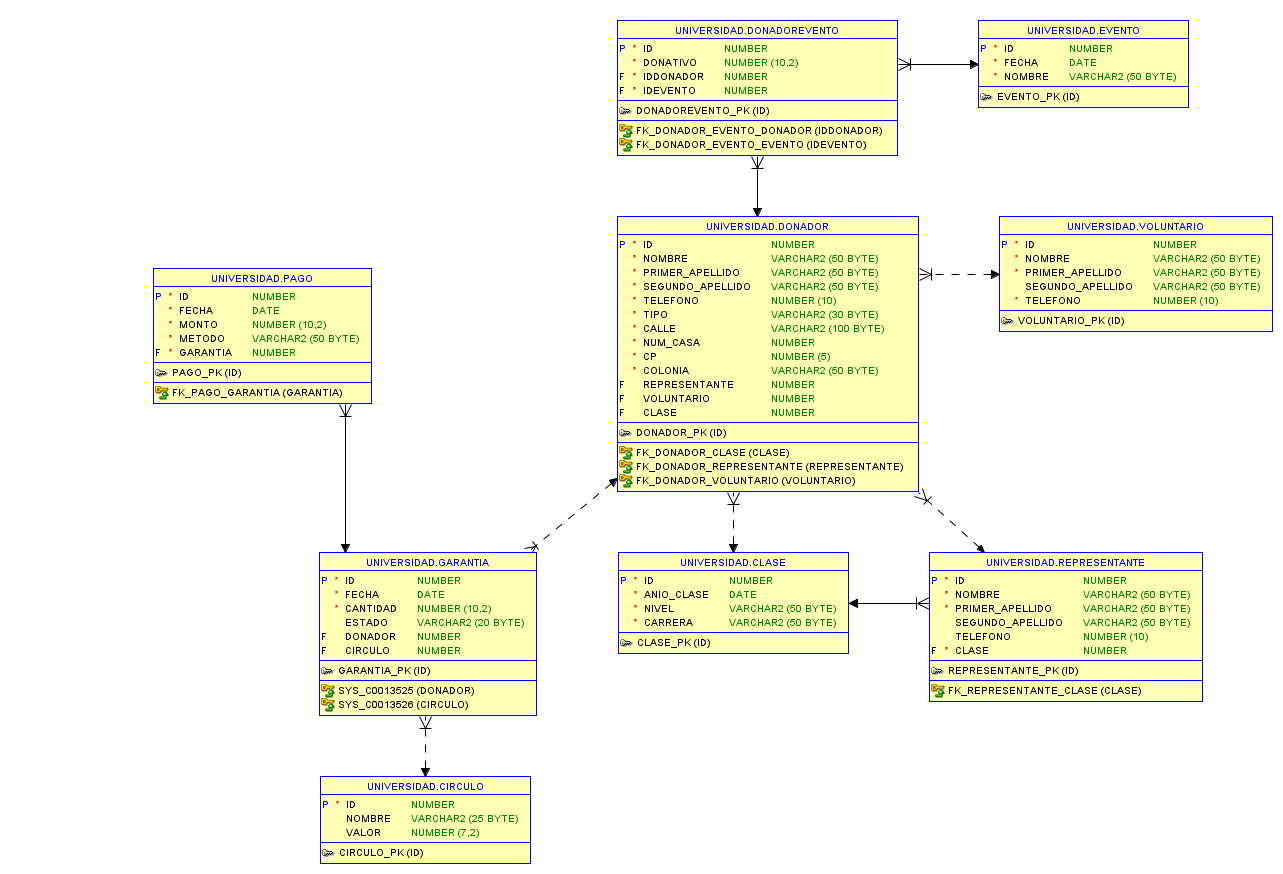 UNIVERSIDAD.DONADOREVENTO
P * ID NUMBER
* DONATIVO NUMBER (10,2)
F * IDDONADOR NUMBER
F * IDEVENTO NUMBER
DONADOREVENTO_PK (ID)
FK_DONADOR_EVENTO_DONADOR (IDDONADOR)
FK_DONADOR_EVENTO_EVENTO (IDEVENTO)
UNIVERSIDAD.EVENTO
P * ID NUMBER
* FECHA DATE
* NOMBRE VARCHAR2 (50 BYTE)
EVENTO_PK (ID)
UNIVERSIDAD.DONADOR
P * ID NUMBER
* NOMBRE VARCHAR2 (50 BYTE)
* PRIMER_APELLIDO VARCHAR2 (50 BYTE)
* SEGUNDO_APELLIDO VARCHAR2 (50 BYTE)
* TELEFONO NUMBER (10)
* TIPO VARCHAR2 (30 BYTE)
* CALLE VARCHAR2 (100 BYTE)
* NUM_CASA NUMBER
* CP NUMBER (5)
* COLONIA VARCHAR2 (50 BYTE)
F REPRESENTANTE NUMBER
F VOLUNTARIO NUMBER
F CLASE NUMBER
DONADOR_PK (ID)
FK_DONADOR_CLASE (CLASE)
FK_DONADOR_REPRESENTANTE (REPRESENTANTE)
FK_DONADOR_VOLUNTARIO (VOLUNTARIO)
UNIVERSIDAD.VOLUNTARIO
P * ID NUMBER
* NOMBRE VARCHAR2 (50 BYTE)
* PRIMER_APELLIDO VARCHAR2 (50 BYTE)
SEGUNDO_APELLIDO VARCHAR2 (50 BYTE)
* TELEFONO NUMBER (10)
VOLUNTARIO_PK (ID)
UNIVERSIDAD.PAGO
P * ID NUMBER
* FECHA DATE
* MONTO NUMBER (10,2)
* METODO VARCHAR2 (50 BYTE)
F * GARANTIA NUMBER
PAGO_PK (ID)
FK_PAGO_GARANTIA (GARANTIA)
UNIVERSIDAD.GARANTIA
P * ID NUMBER
* FECHA DATE
* CANTIDAD NUMBER (10,2)
ESTADO VARCHAR2 (20 BYTE)
F DONADOR NUMBER
F CIRCULO NUMBER
GARANTIA_PK (ID)
SYS_C0013525 (DONADOR)
SYS_C0013526 (CIRCULO)
UNIVERSIDAD.CLASE
P * ID NUMBER
* ANIO_CLASE DATE
* NIVEL VARCHAR2 (50 BYTE)
* CARRERA VARCHAR2 (50 BYTE)
CLASE_PK (ID)
UNIVERSIDAD.REPRESENTANTE
P * ID NUMBER
* NOMBRE VARCHAR2 (50 BYTE)
* PRIMER_APELLIDO VARCHAR2 (50 BYTE)
SEGUNDO_APELLIDO VARCHAR2 (50 BYTE)
TELEFONO NUMBER (10)
F * CLASE NUMBER
REPRESENTANTE_PK (ID)
FK_REPRESENTANTE_CLASE (CLASE)
UNIVERSIDAD.CIRCULO
P * ID NUMBER
NOMBRE VARCHAR2 (25 BYTE)
VALOR NUMBER (7,2)
CIRCULO_PK (ID)